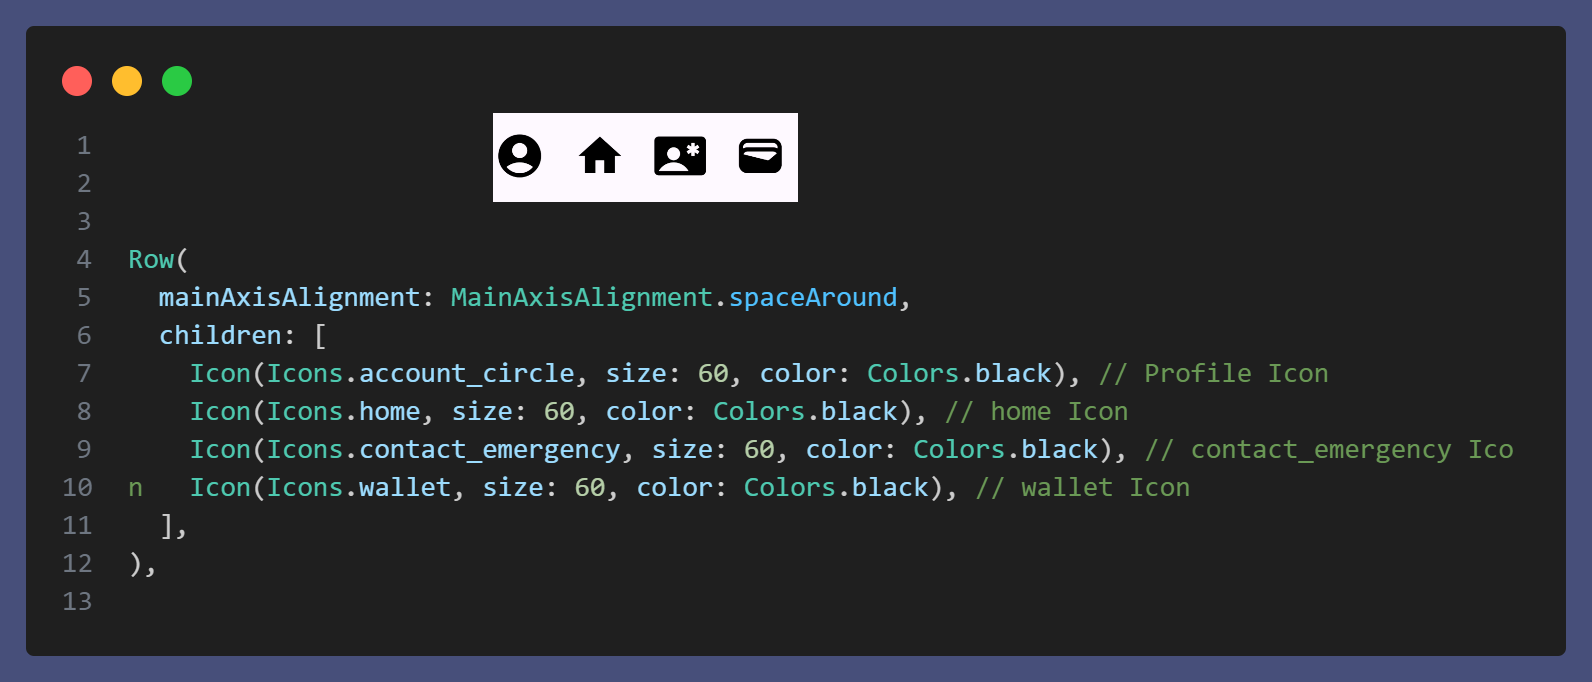 1
2
3
4 Row(
5   mainAxisAlignment: MainAxisAlignment.spaceAround,
6   children: [
7     Icon(Icons.account_circle, size: 60, color: Colors.black), // Profile Icon
8     Icon(Icons.home, size: 60, color: Colors.black), // home Icon
9     Icon(Icons.contact_emergency, size: 60, color: Colors.black), // contact_emergency Ico
10 n   Icon(Icons.wallet, size: 60, color: Colors.black), // wallet Icon
11   ],
12 ),
13